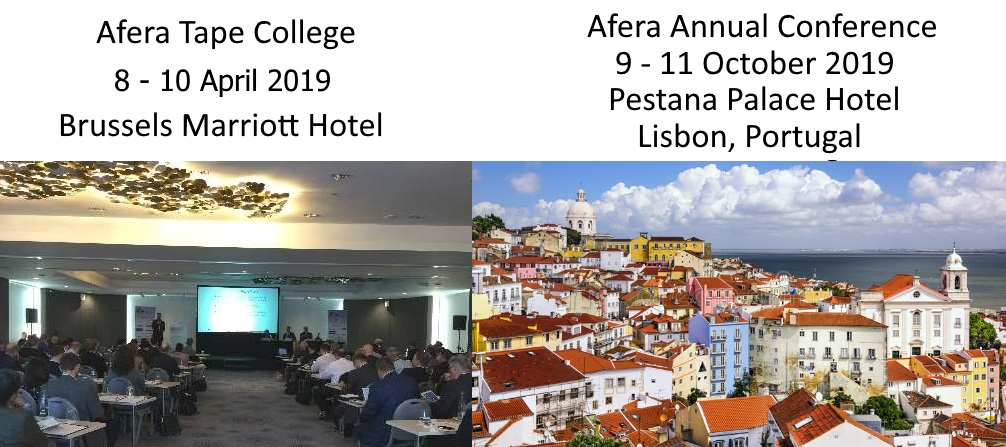 Afera Tape College
8 - 10 April 2019
Brussels Marriott Hotel
Afera Annual Conference
9 - 11 October 2019
Pestana Palace Hotel
Lisbon, Portugal